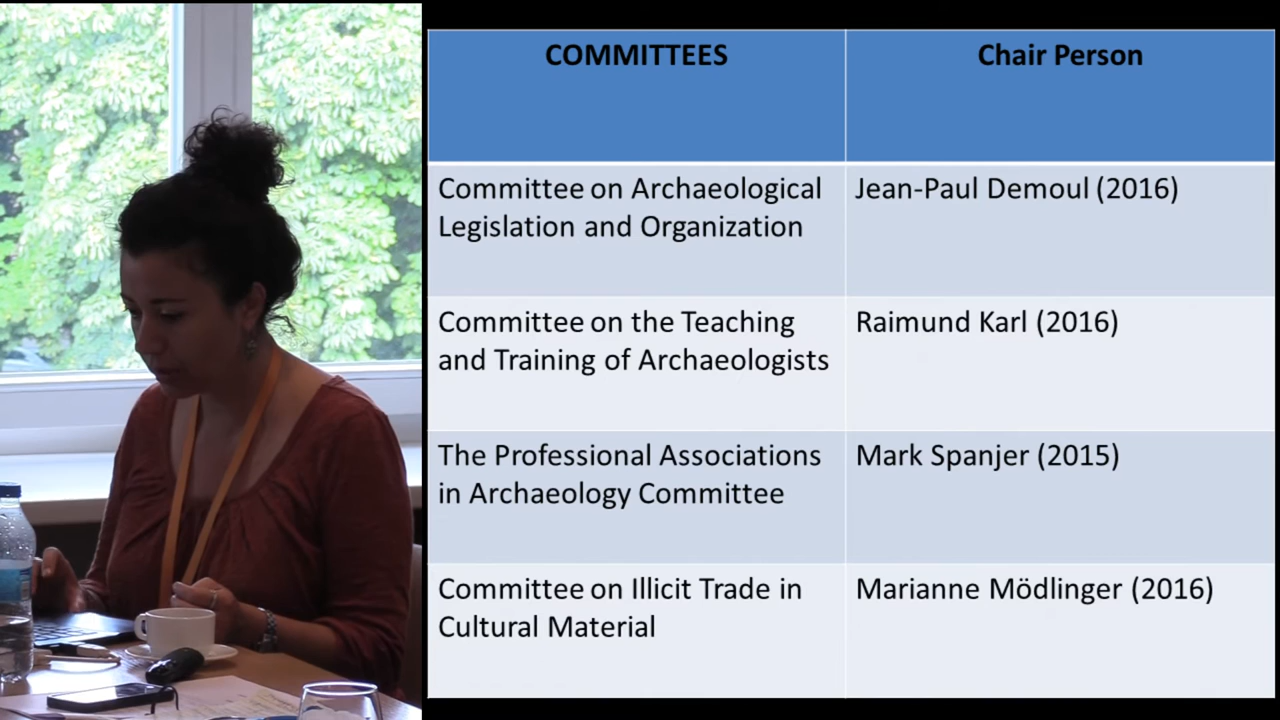 COMMITTEES
Chair Person
Committee on Archaeological
Legislation and Organization
Jean-Paul Demoul (2016)
Committee on the Teaching
and Training of Archaeologists
Raimund Karl (2016)
The Professional Associations
in Archaeology Committee
Mark Spanjer (2015)
Committee on Illicit Trade in
Cultural Material
Marianne Mödlinger (2016)